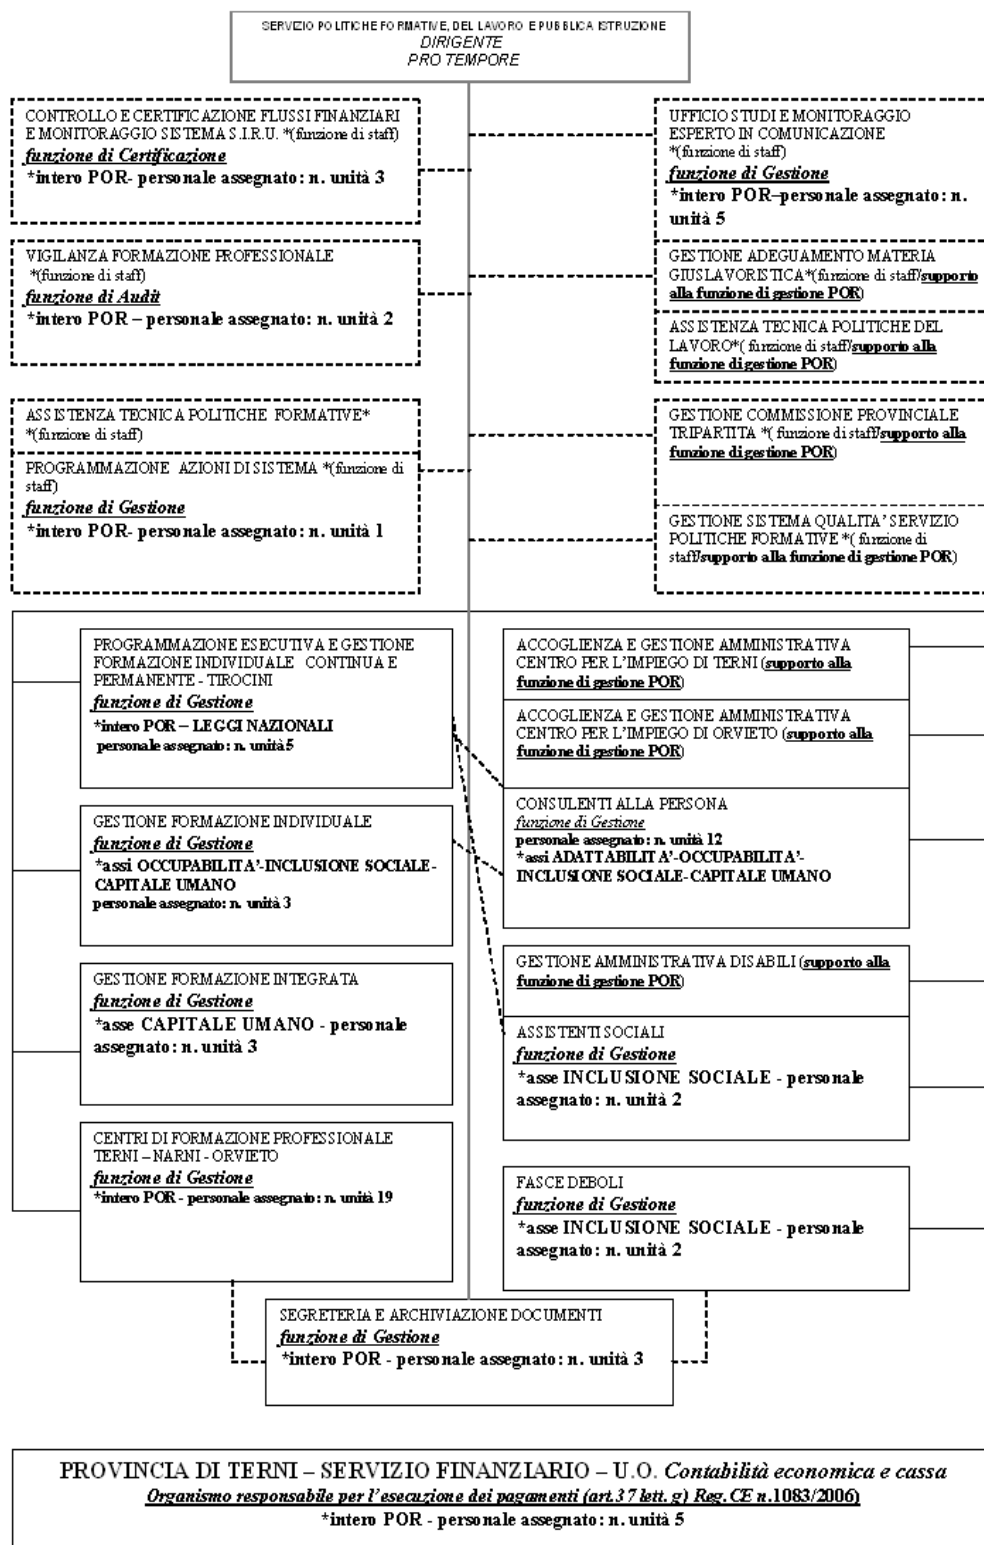 SERVIZIO POLITICHE FORMATIVE, DEL LAVORO E PUBBLICA ISTRUZIONE
DIRIGENTE
PRO TEMPORE
CONTROLLO E CERTIFICAZIONE FLUSSI FINANZIARI
E MONITORAGGIO SISTEMA S.I.R.U. *(funzione di staff)
funzione di Certificazione
*intero POR- personale assegnato: n. unità 3
VIGILANZA FORMAZIONE PROFESSIONALE
*(funzione di staff)
funzione di Audit
*intero POR – personale assegnato: n. unità 2
ASSISTENZA TECNICA POLITICHE FORMATIVE*
*(funzione di staff)
PROGRAMMAZIONE AZIONI DI SISTEMA *(funzione di
staff)
funzione di Gestione
*intero POR- personale assegnato: n. unità 1
UFFICIO STUDI E MONITORAGGIO
ESPERTO IN COMUNICAZIONE
*(funzione di staff)
funzione di Gestione
*intero POR–personale assegnato: n.
unità 5
GESTIONE ADEGUAMENTO MATERIA
GIUSLAVORISTICA*(funzione di staff/supporto
alla funzione di gestione POR)
ASSISTENZA TECNICA POLITICHE DEL
LAVORO*( funzione di staff/supporto alla
funzione di gestione POR)
GESTIONE COMMISSIONE PROVINCIALE
TRIPARTITA *( funzione di staff/supporto alla
funzione di gestione POR)
GESTIONE SISTEMA QUALITA’ SERVIZIO
POLITICHE FORMATIVE *( funzione di
staff/supporto alla funzione di gestione POR)
PROGRAMMAZIONE ESECUTIVA E GESTIONE
FORMAZIONE INDIVIDUALE CONTINUA E
PERMANENTE - TIROCINI
funzione di Gestione
*intero POR – LEGGI NAZIONALI
personale assegnato: n. unità 5
GESTIONE FORMAZIONE INDIVIDUALE
funzione di Gestione
*assi OCCUPABILITA’-INCLUSIONE SOCIALE-
CAPITALE UMANO
personale assegnato: n. unità 3
GESTIONE FORMAZIONE INTEGRATA
funzione di Gestione
*asse CAPITALE UMANO - personale
assegnato: n. unità 3
CENTRI DI FORMAZIONE PROFESSIONALE
TERNI – NARNI - ORVIETO
funzione di Gestione
*intero POR - personale assegnato: n. unità 19
ACCOGLIENZA E GESTIONE AMMINISTRATIVA
CENTRO PER L’IMPIEGO DI TERNI (supporto alla
funzione di gestione POR)
ACCOGLIENZA E GESTIONE AMMINISTRATIVA
CENTRO PER L’IMPIEGO DI ORVIETO (supporto alla
funzione di gestione POR)
CONSULENTI ALLA PERSONA
funzione di Gestione
personale assegnato: n. unità 12
*assi ADATTABILITA’-OCCUPABILITA’-
INCLUSIONE SOCIALE-CAPITALE UMANO
GESTIONE AMMINISTRATIVA DISABILI (supporto alla
funzione di gestione POR)
ASSISTENTI SOCIALI
funzione di Gestione
*asse INCLUSIONE SOCIALE - personale
assegnato: n. unità 2
FASCE DEBOLI
funzione di Gestione
*asse INCLUSIONE SOCIALE - personale
assegnato: n. unità 2
SEGRETERIA E ARCHIVIAZIONE DOCUMENTI
funzione di Gestione
*intero POR - personale assegnato: n. unità 3
PROVINCIA DI TERNI – SERVIZIO FINANZIARIO – U.O. Contabilità economica e cassa
Organismo responsabile per l’esecuzione dei pagamenti (art.37 lett. g) Reg. CE n.1083/2006)
*intero POR - personale assegnato: n. unità 5